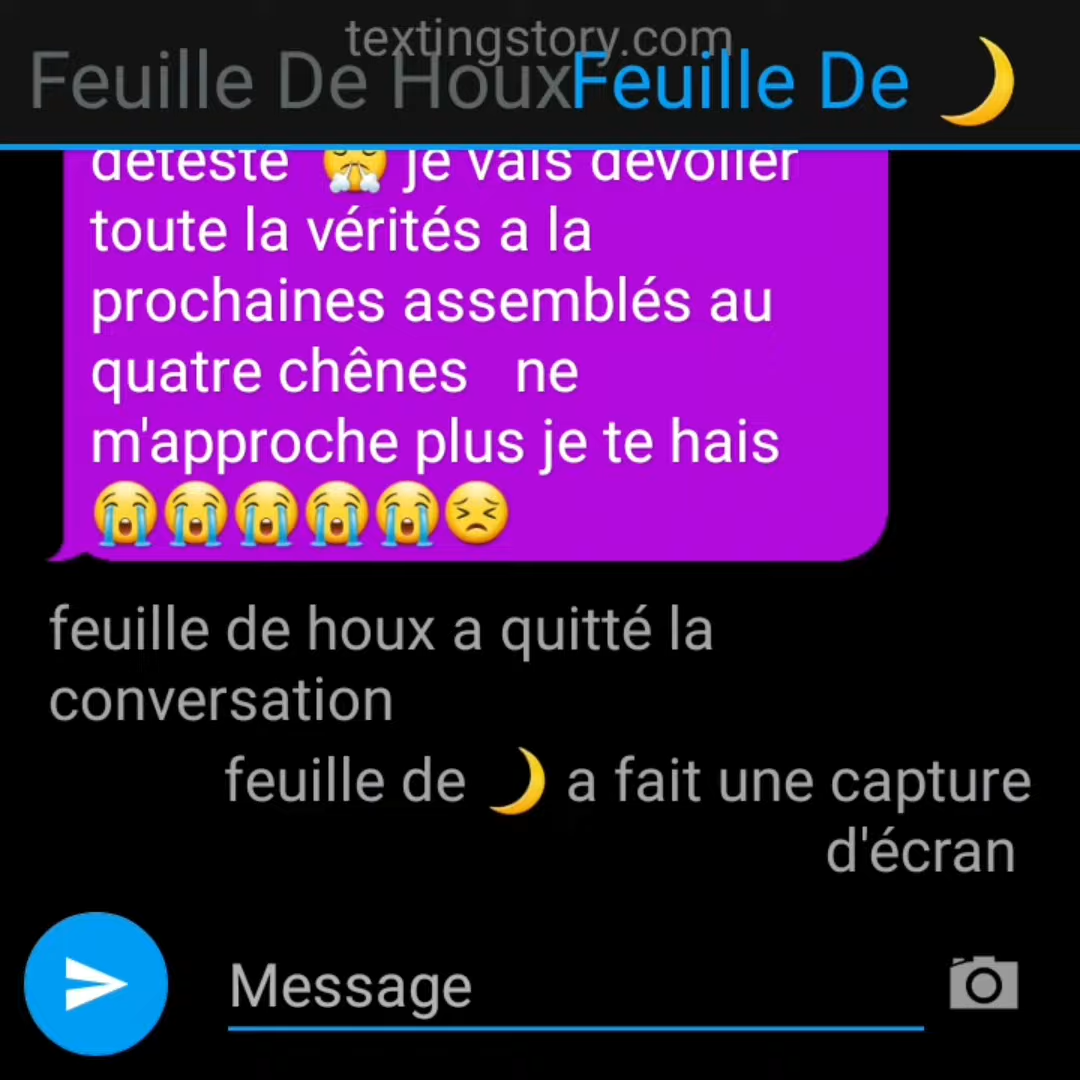 textingstory.com
Feuille De Houx Feuille De 🌙
déteste 😤 je vais dévoiler
toute la vérités a la
prochaines assemblés au
quatre chênes ne
m'approche plus je te hais
😭😭😭😭😭😣
feuille de houx a quitté la
conversation
feuille de 🌙 a fait une capture
d'écran
Message